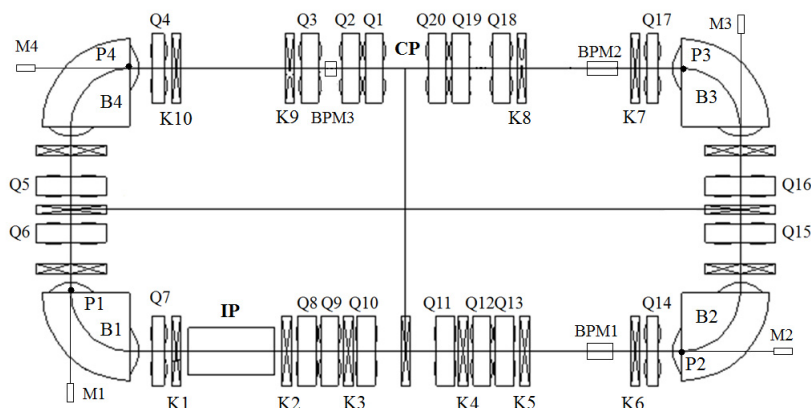 Q4 Q3 Q2 Q1 Q20 Q19 Q18 Q17 M3
M4 P4 CP BPM2 P3
B4 B3
K10 K9 BPM3 K8 K7
Q5 Q16
Q6 Q15
P1 Q7 IP Q8 Q9 Q10 Q11 Q12 Q13 Q14
B1 BPM1 B2
M2
P2
M1 K1 K2 K3 K4 K5 K6